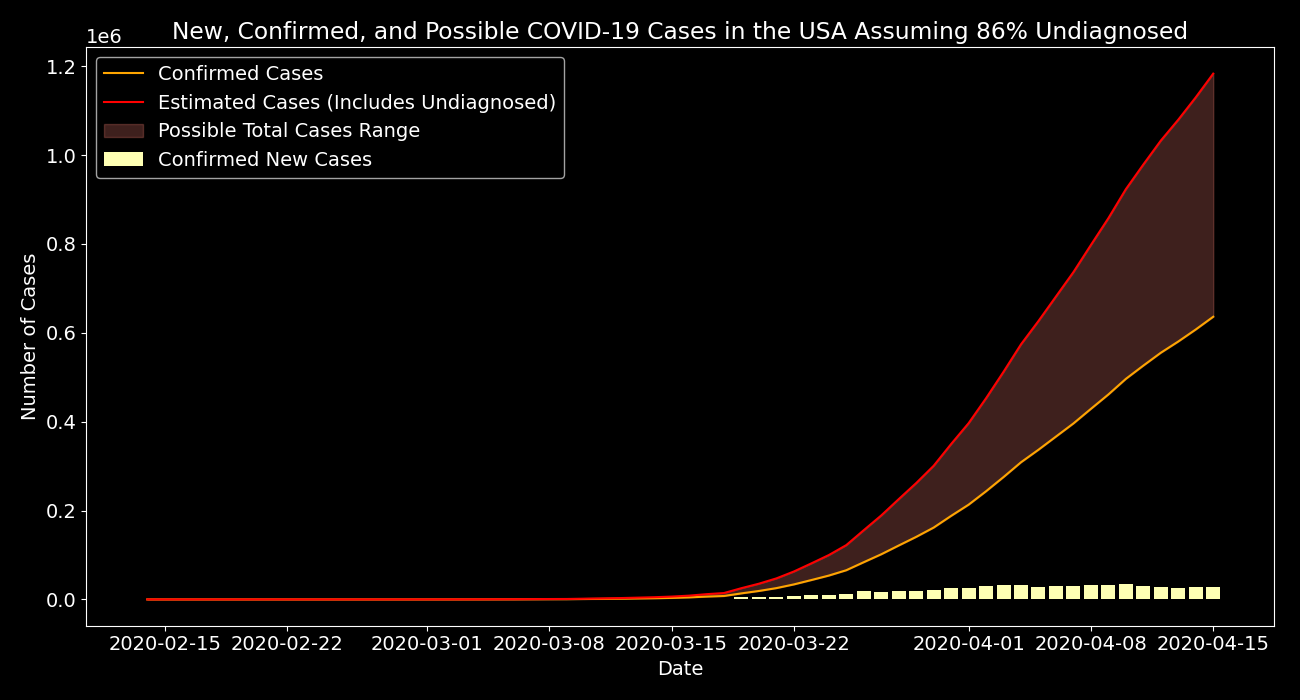 New, Confirmed, and Possible COVID-19 Cases in the USA Assuming 86% Undiagnosed
1e6
Confirmed Cases
Estimated Cases (Includes Undiagnosed)
Possible Total Cases Range
Confirmed New Cases
1.2
1.0
0.8
0.6
0.4
0.2
0.0
Number of Cases
2020-02-15 2020-02-22 2020-03-01 2020-03-08 2020-03-15 2020-03-22 2020-04-01 2020-04-08 2020-04-15
Date